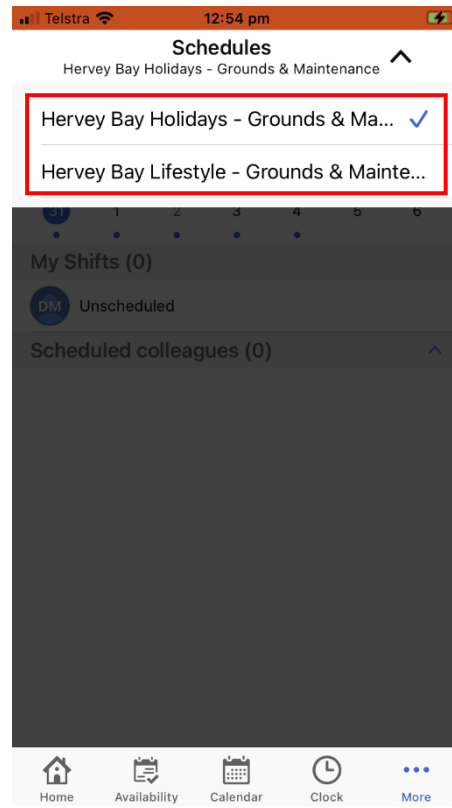 Telstra 12:54 pm
Schedules
Hervey Bay Holidays - Grounds & Maintenance
Hervey Bay Holidays - Grounds & Ma...
Hervey Bay Lifestyle - Grounds & Mainte...
31 1 2 3 4 5 6
My Shifts (0)
DM Unscheduled
Scheduled colleagues (0)
Home Availability Calendar Clock More